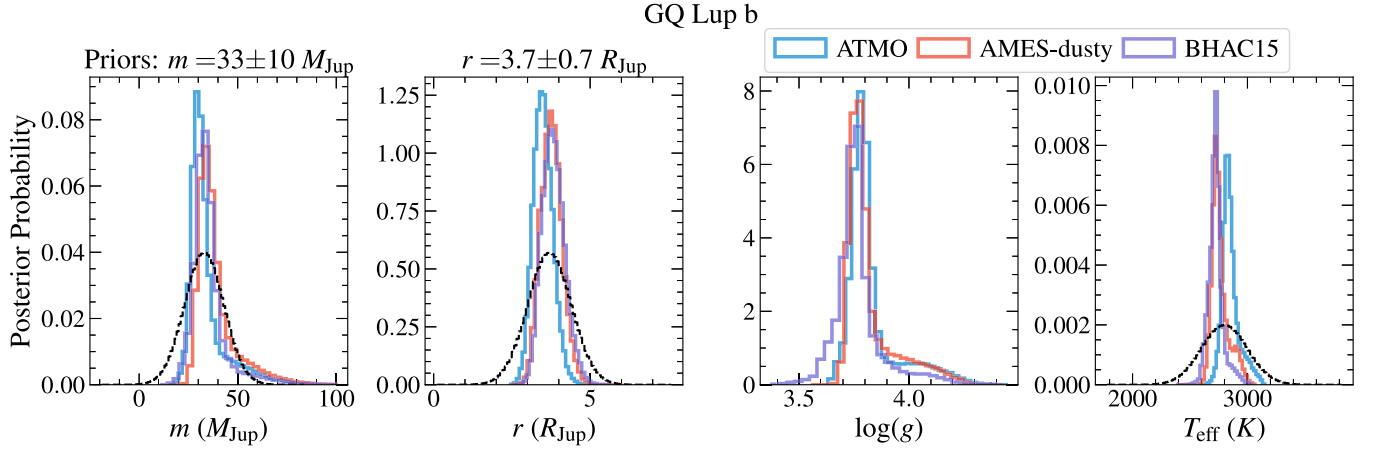 GQ Lup b
ATMO AMES-dusty BHAC15
Priors: m =33±10 M_Jup
r =3.7±0.7 R_Jup
Posterior Probability
0.08
0.06
0.04
0.02
0.00
0 50 100
m (M_Jup)
1.25
1.00
0.75
0.50
0.25
0.00
0 5
r (R_Jup)
8
6
4
2
0
3.5 4.0
log(g)
0.010
0.008
0.006
0.004
0.002
0.000
2000 3000
T_eff (K)